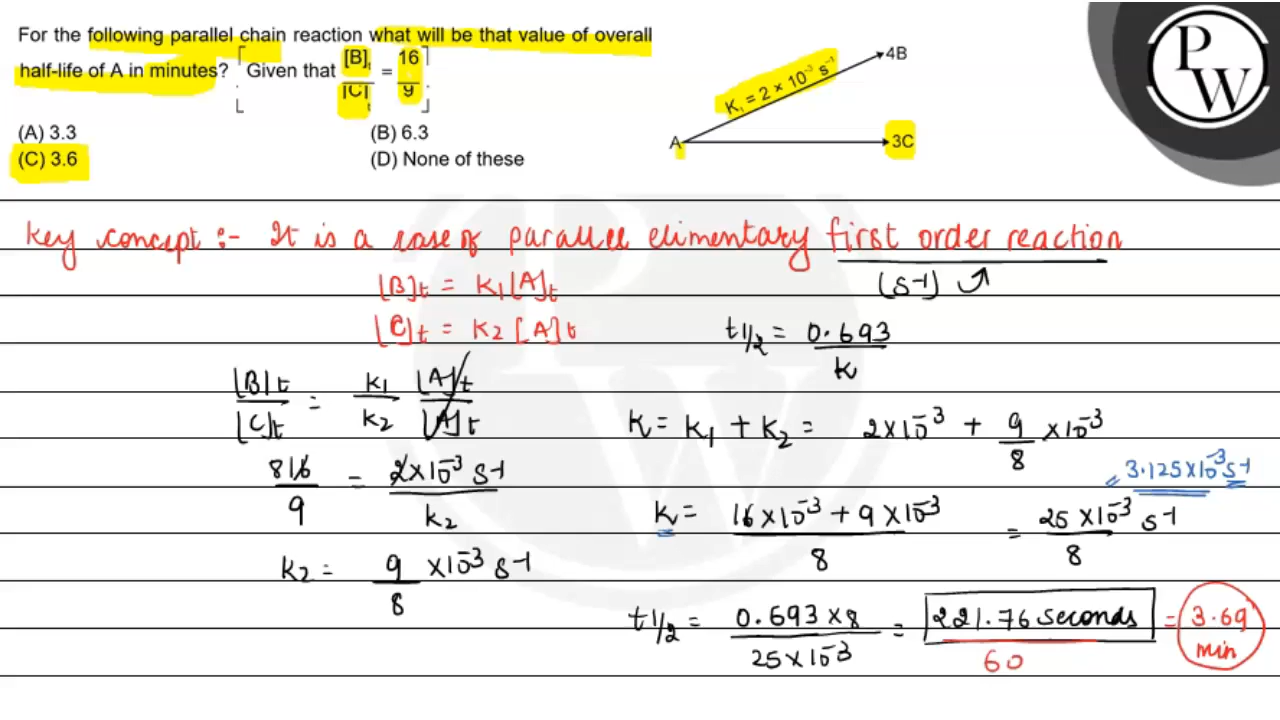 For the following parallel chain reaction what will be that value of overall
half-life of A in minutes? [Given that [B]t / [C]t = 16 / 9]
(A) 3.3 (B) 6.3
(C) 3.6 (D) None of these
K₁ = 2 × 10⁻³ s⁻¹
4B
A
3C
P
W
Key concept :- It is a case of parallel elimentary first order reaction
[B]t = K1[A]t (s-1)
[C]t = K2 [A]t
t1/2 = 0.693 / K
[B]t / [C]t = K1 / K2 [A]t / [A]t
K = K1 + K2 = 2×10⁻³ + 9/8 ×10⁻³
816 / 9 = 2×10⁻³ s-1 / K2
= 3.125×10⁻³ s-1
K = 16×10⁻³ + 9×10⁻³ / 8 = 25×10⁻³ s-1 / 8
K2 = 9/8 ×10⁻³ s-1
t1/2 = 0.693×8 / 25×10⁻³ = 221.76 seconds / 60 = 3.69 min